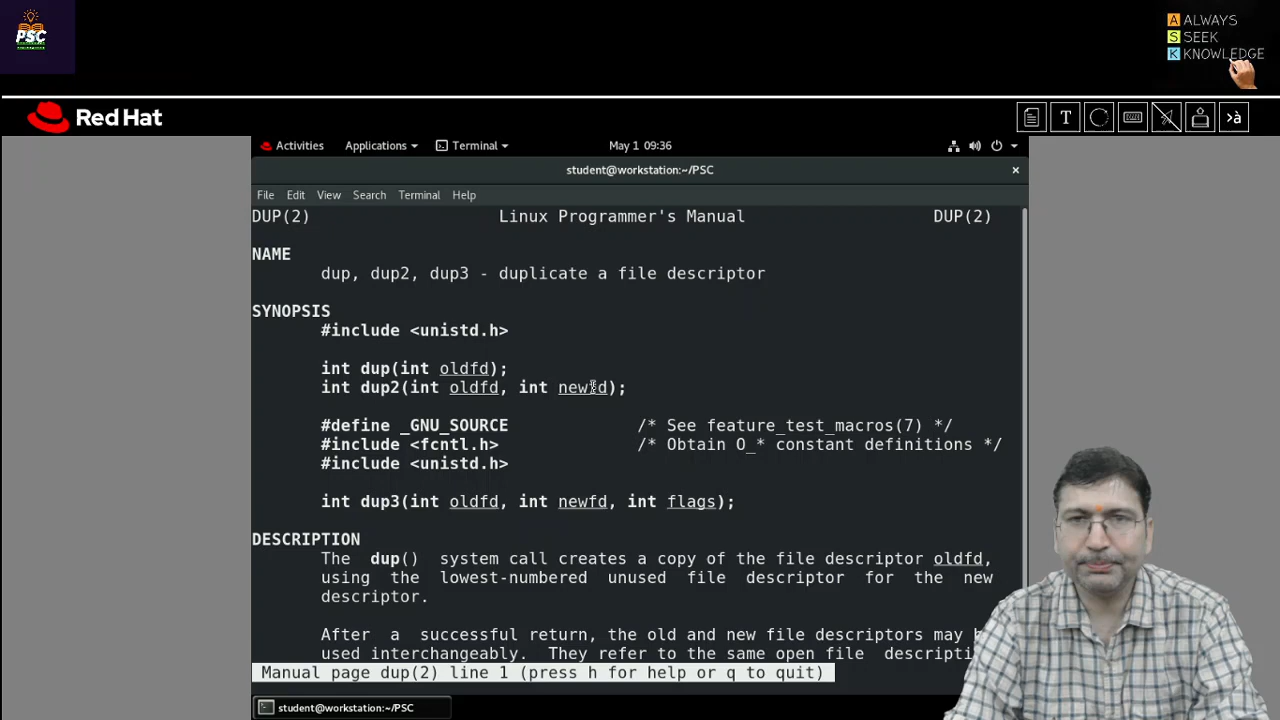 PSC
A ALWAYS
S SEEK
K KNOWLEDGE
Red Hat
T
>à
Activities Applications Terminal May 1 09:36
student@workstation:~/PSC
File Edit View Search Terminal Help
DUP(2) Linux Programmer's Manual DUP(2)
NAME
dup, dup2, dup3 - duplicate a file descriptor
SYNOPSIS
#include <unistd.h>
int dup(int oldfd);
int dup2(int oldfd, int newfd);
#define _GNU_SOURCE /* See feature_test_macros(7) */
#include <fcntl.h> /* Obtain O_* constant definitions */
#include <unistd.h>
int dup3(int oldfd, int newfd, int flags);
DESCRIPTION
The dup() system call creates a copy of the file descriptor oldfd,
using the lowest-numbered unused file descriptor for the new
descriptor.
After a successful return, the old and new file descriptors may
used interchangeably. They refer to the same open file
Manual page dup(2) line 1 (press h for help or q to quit)
student@workstation:~/PSC